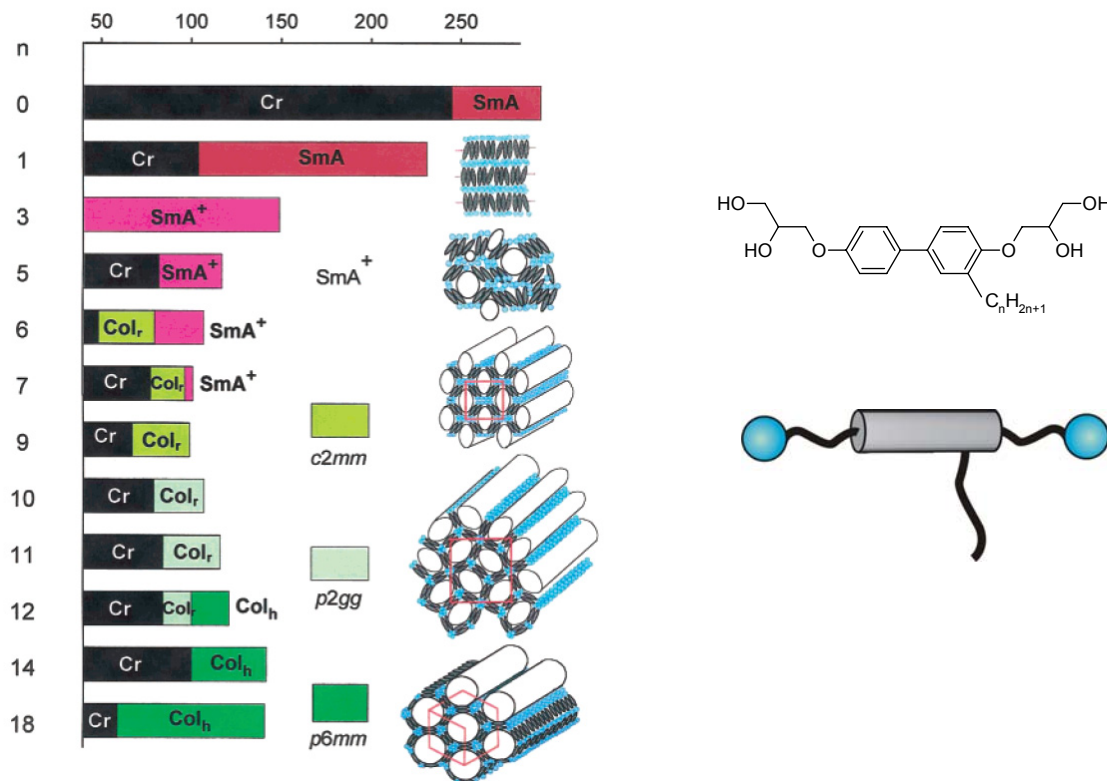 50 100 150 200 250
n
0 Cr SmA
1 Cr SmA
3 SmA⁺
5 Cr SmA⁺ SmA⁺
6 Colᵣ SmA⁺
7 Cr Colᵣ SmA⁺
9 Cr Colᵣ
c2mm
10 Cr Colᵣ
11 Cr Colᵣ
p2gg
12 Cr Colᵣ Colₕ
14 Cr Colₕ
18 Cr Colₕ
p6mm
HO OH
OH O O OH
CₙH₂ₙ₊₁